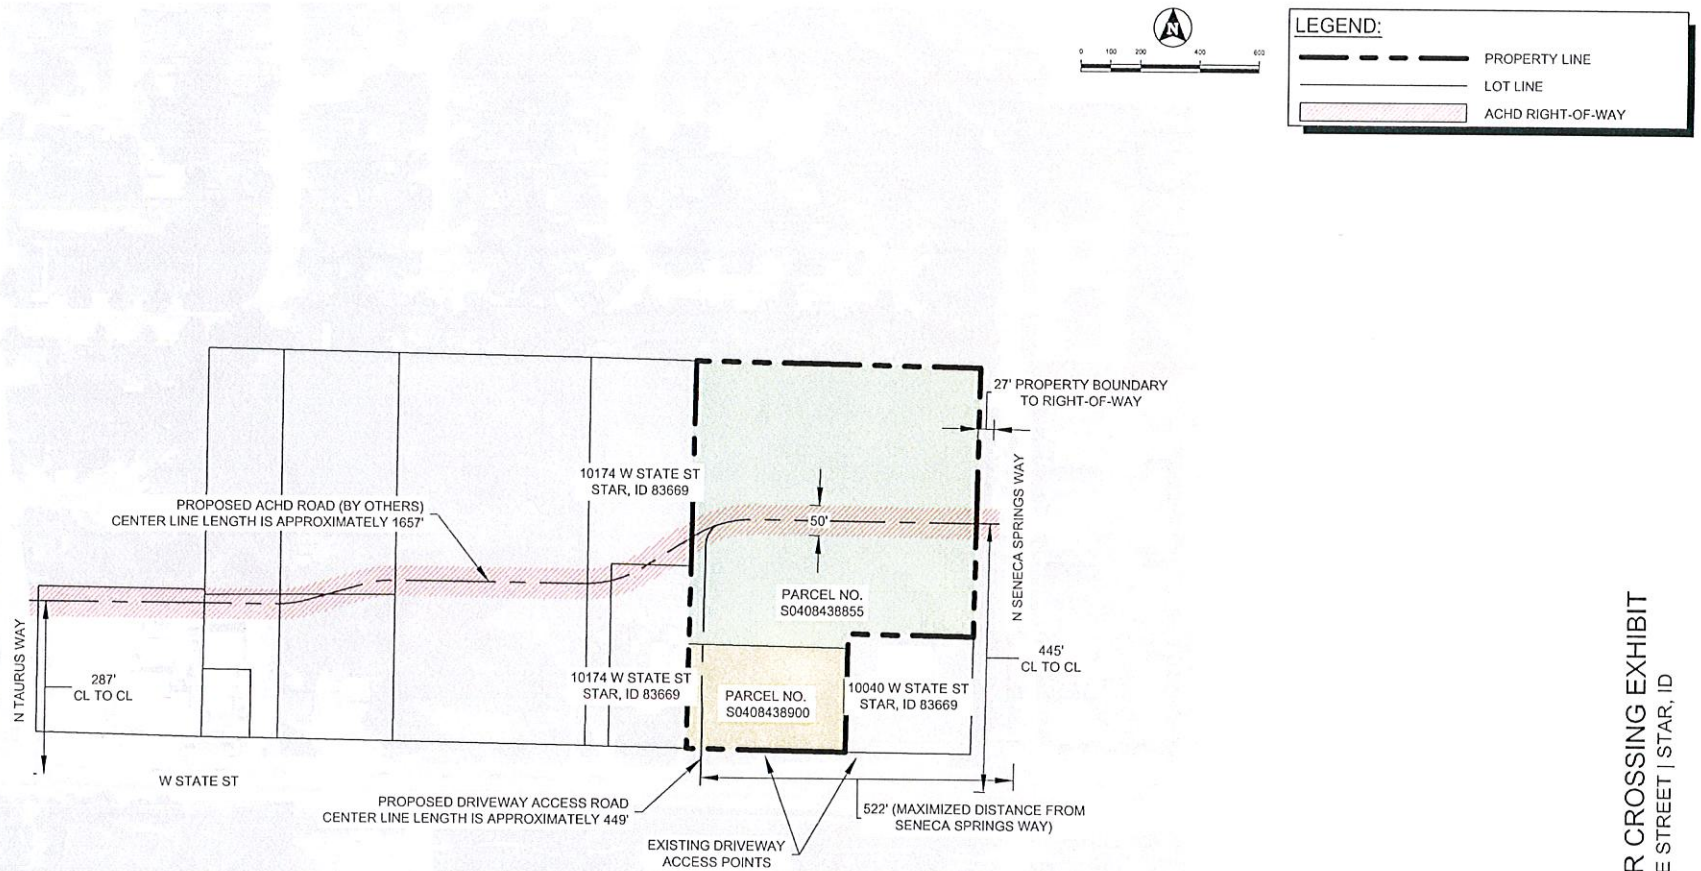 N
0 100 200 400 600
LEGEND:
PROPERTY LINE
LOT LINE
ACHD RIGHT-OF-WAY
27' PROPERTY BOUNDARY
TO RIGHT-OF-WAY
10174 W STATE ST
STAR, ID 83669
PROPOSED ACHD ROAD (BY OTHERS)
CENTER LINE LENGTH IS APPROXIMATELY 1657'
50'
N SENECA SPRINGS WAY
PARCEL NO.
S0408438855
N TAURUS WAY
287'
CL TO CL
445'
CL TO CL
10174 W STATE ST
STAR, ID 83669
PARCEL NO.
S0408438900
10040 W STATE ST
STAR, ID 83669
W STATE ST
PROPOSED DRIVEWAY ACCESS ROAD
CENTER LINE LENGTH IS APPROXIMATELY 449'
522' (MAXIMIZED DISTANCE FROM
SENECA SPRINGS WAY)
EXISTING DRIVEWAY
ACCESS POINTS
R CROSSING EXHIBIT
E STREET | STAR, ID